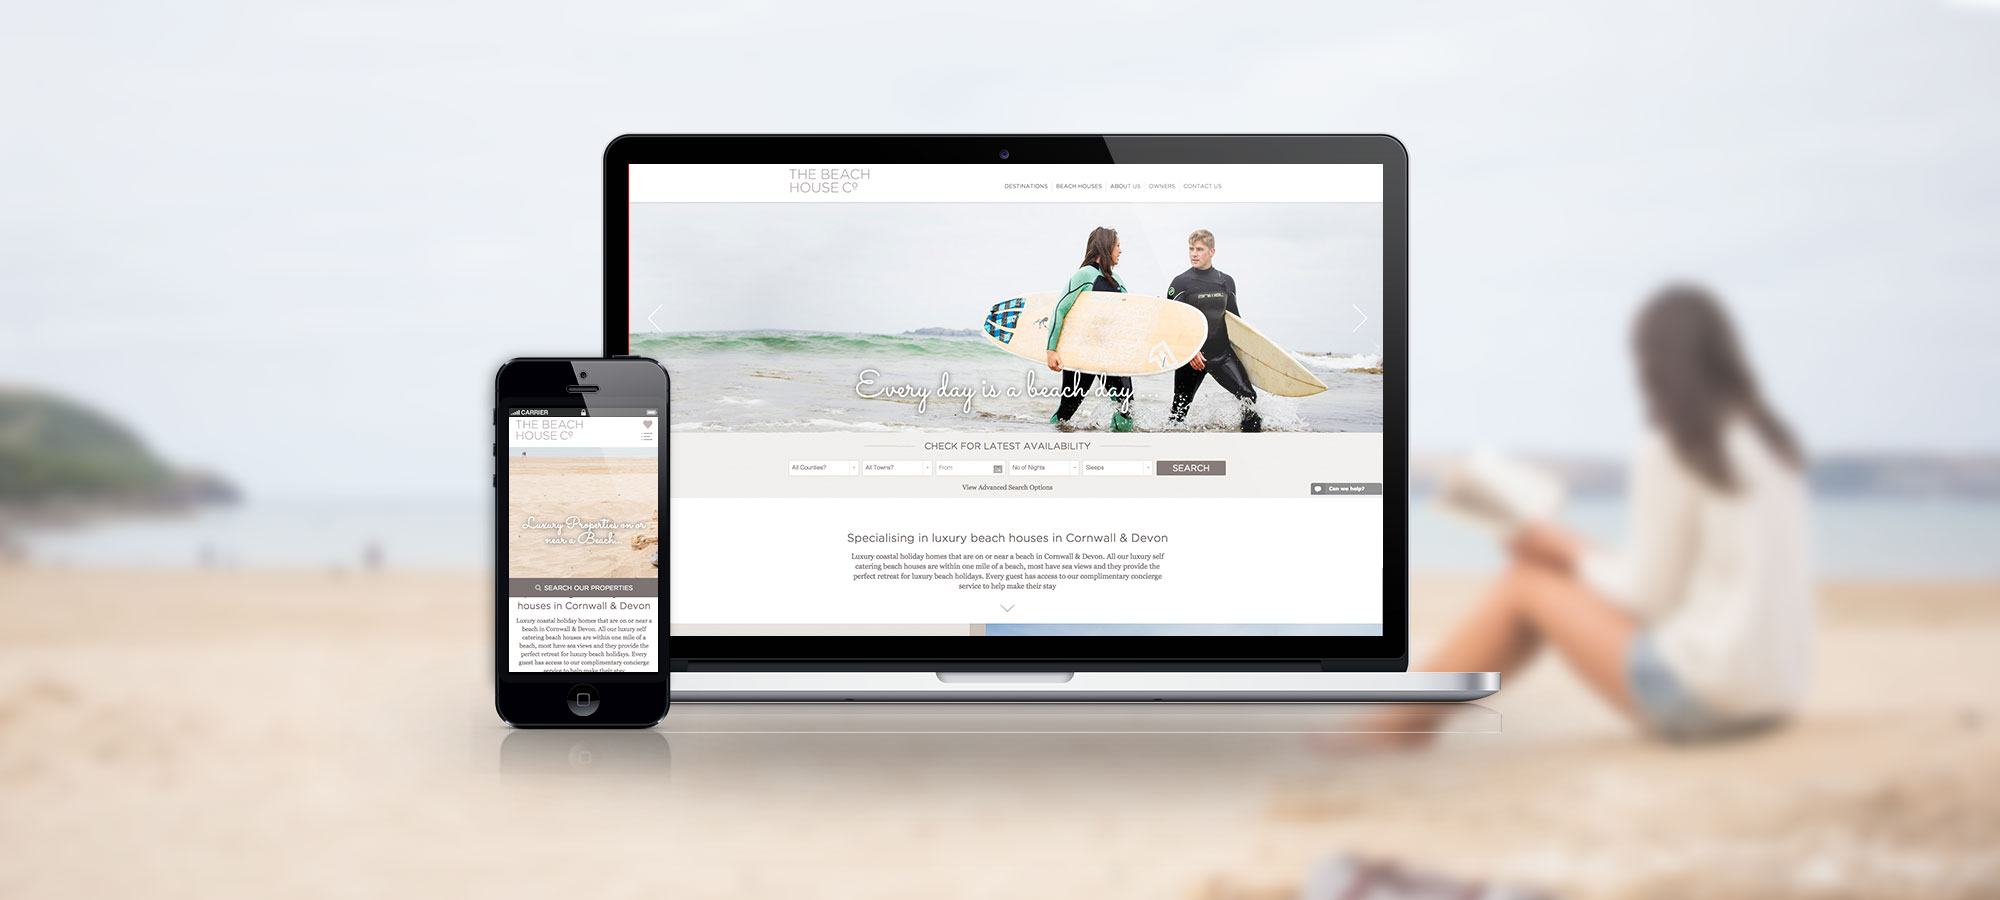 THE BEACH
HOUSE Cº
DESTINATIONS
BEACH HOUSES
ABOUT US
OWNERS
CONTACT US
Every day is a beach day...
CHECK FOR LATEST AVAILABILITY
All Counties?
All Towns?
From
No of Nights
Sleeps
SEARCH
View Advanced Search Options
Can we help?
Specialising in luxury beach houses in Cornwall & Devon
Luxury coastal holiday homes that are on or near a beach in Cornwall & Devon. All our luxury self
catering beach houses are within one mile of a beach, most have sea views and they provide the
perfect retreat for luxury beach holidays. Every guest has access to our complimentary concierge
service to help make their stay
CARRIER
THE BEACH
HOUSE Cº
Luxury Properties on or
near a Beach...
SEARCH OUR PROPERTIES
houses in Cornwall & Devon
Luxury coastal holiday homes that are on or near a
beach in Cornwall & Devon. All our luxury self
catering beach houses are within one mile of a
beach, most have sea views and they provide the
perfect retreat for luxury beach holidays. Every
guest has access to our complimentary concierge
service to help make their stay